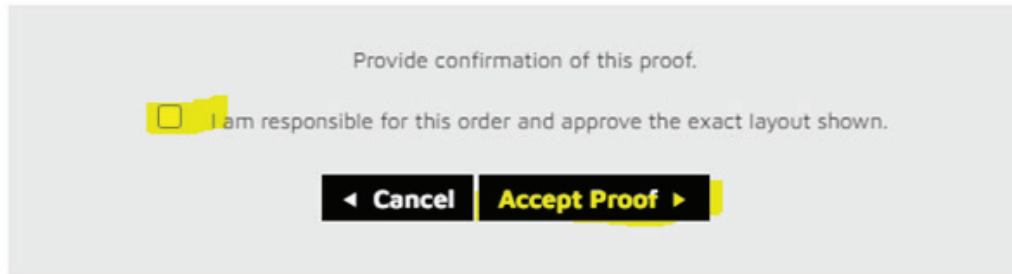 Provide confirmation of this proof.
I am responsible for this order and approve the exact layout shown.
◄ Cancel Accept Proof ►